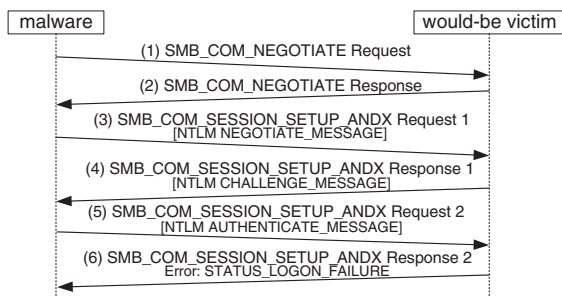 malware
would-be victim
(1) SMB_COM_NEGOTIATE Request
(2) SMB_COM_NEGOTIATE Response
(3) SMB_COM_SESSION_SETUP_ANDX Request 1
[NTLM NEGOTIATE_MESSAGE]
(4) SMB_COM_SESSION_SETUP_ANDX Response 1
[NTLM CHALLENGE_MESSAGE]
(5) SMB_COM_SESSION_SETUP_ANDX Request 2
[NTLM AUTHENTICATE_MESSAGE]
(6) SMB_COM_SESSION_SETUP_ANDX Response 2
Error: STATUS_LOGON_FAILURE